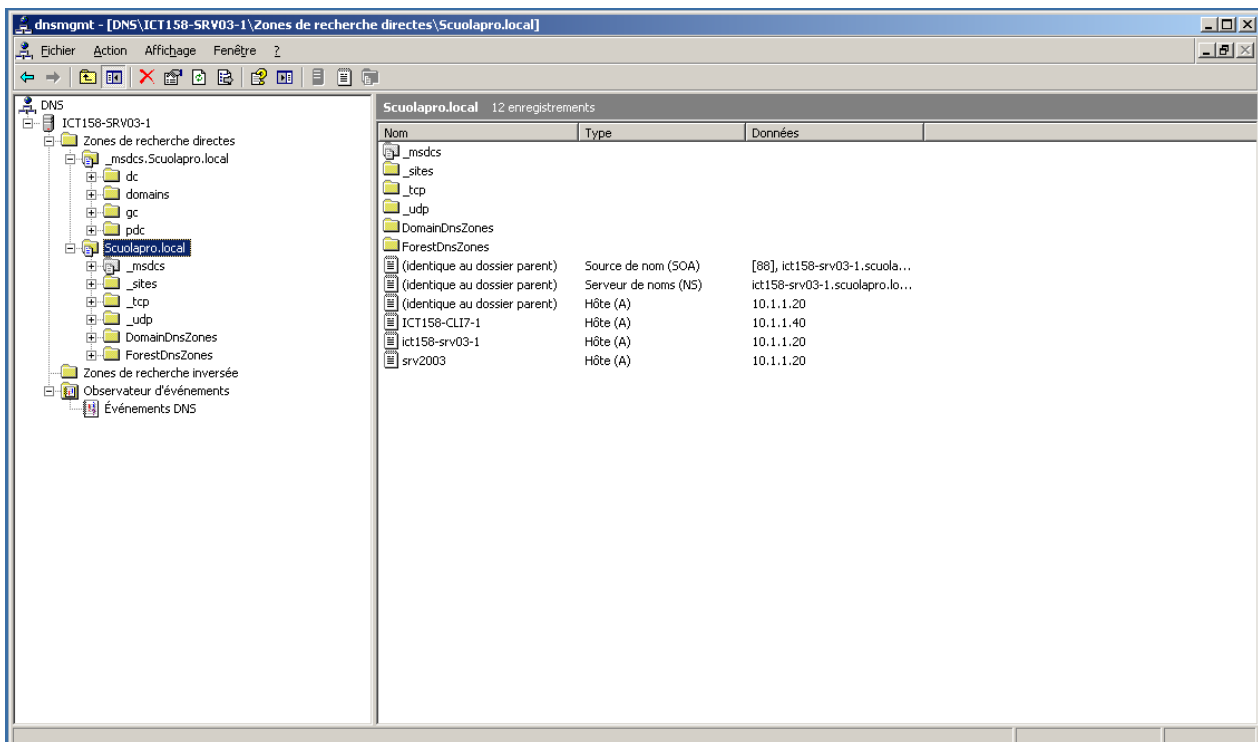 dnsmgmt - [DNS\ICT158-SRV03-1\Zones de recherche directes\Scuolapro.local]
Fichier Action Affichage Fenêtre ?
DNS
ICT158-SRV03-1
Zones de recherche directes
_msdcs.Scuolapro.local
dc
domains
gc
pdc
Scuolapro.local
_msdcs
_sites
_tcp
_udp
DomainDnsZones
ForestDnsZones
Zones de recherche inversée
Observateur d'événements
Événements DNS
Scuolapro.local 12 enregistrements
Nom Type Données
_msdcs
_sites
_tcp
_udp
DomainDnsZones
ForestDnsZones
(identique au dossier parent) Source de nom (SOA) [88], ict158-srv03-1.scuola...
(identique au dossier parent) Serveur de noms (NS) ict158-srv03-1.scuolapro.lo...
(identique au dossier parent) Hôte (A) 10.1.1.20
ICT158-CLI7-1 Hôte (A) 10.1.1.40
ict158-srv03-1 Hôte (A) 10.1.1.20
srv2003 Hôte (A) 10.1.1.20